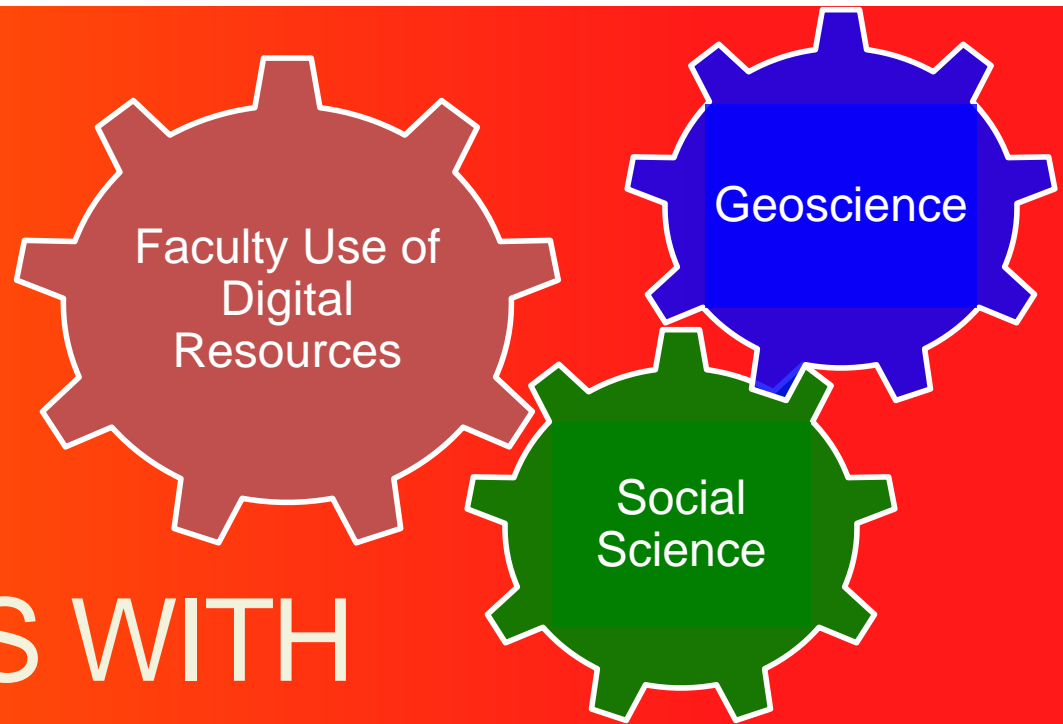 Faculty Use of
Digital
Resources
Geoscience
Social
Science
S WITH